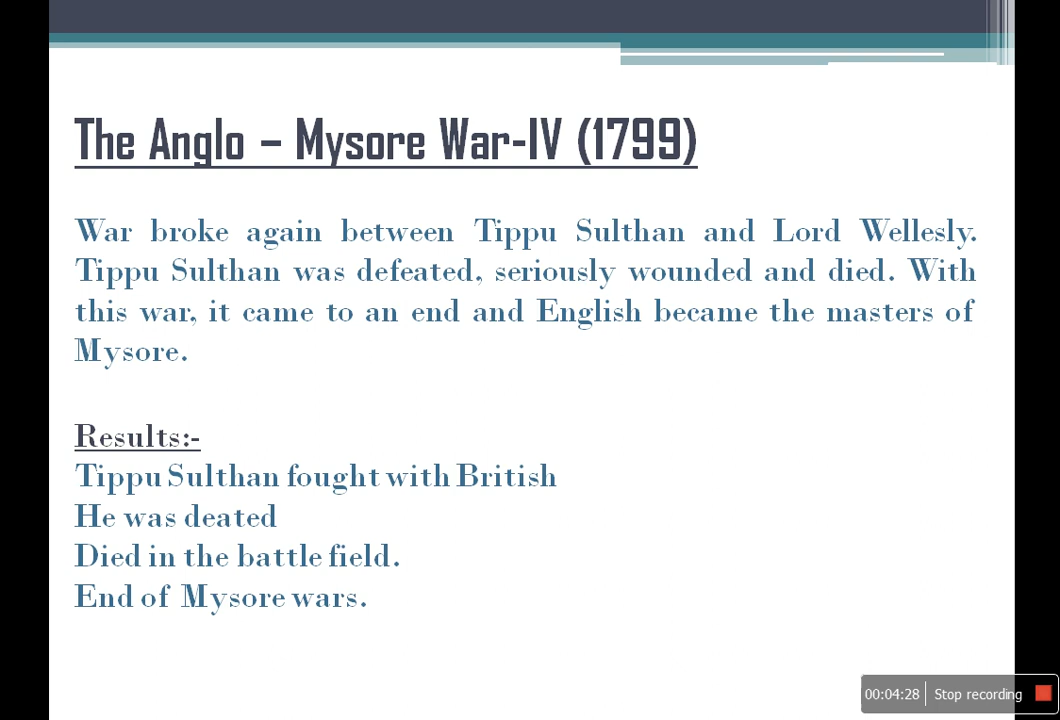 The Anglo – Mysore War-IV (1799)
War broke again between Tippu Sulthan and Lord Wellesly.
Tippu Sulthan was defeated, seriously wounded and died. With
this war, it came to an end and English became the masters of
Mysore.
Results:-
Tippu Sulthan fought with British
He was deated
Died in the battle field.
End of Mysore wars.
00:04:28 Stop recording